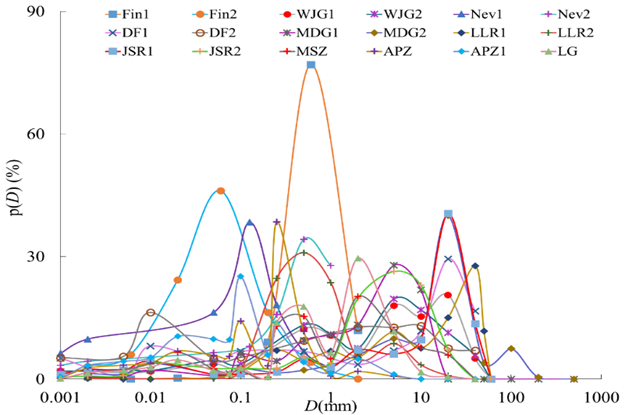 Fin1 Fin2 WJG1 WJG2 Nev1 Nev2
DF1 DF2 MDG1 MDG2 LLR1 LLR2
JSR1 JSR2 MSZ APZ APZ1 LG
90
60
30
0
p(D) (%)
0.001 0.01 0.1 1 10 100 1000
D(mm)